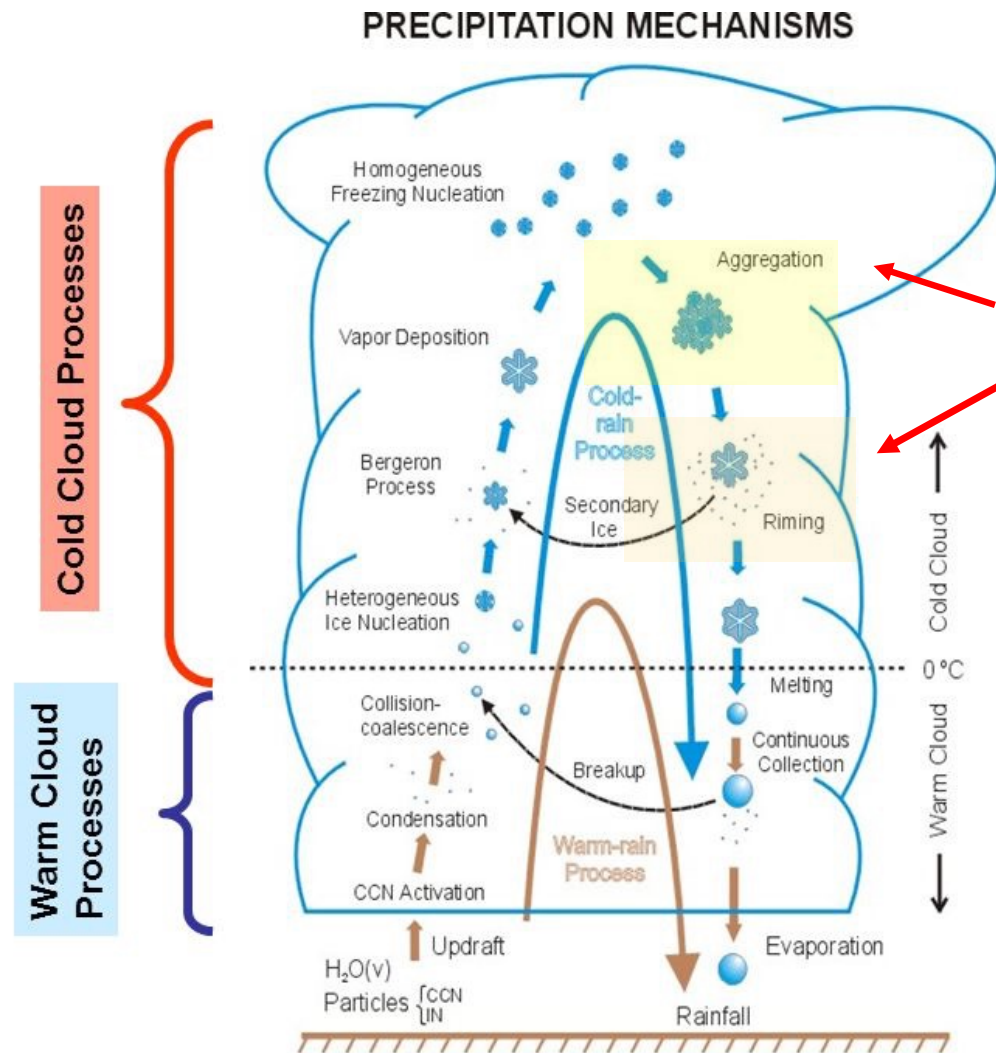 PRECIPITATION MECHANISMS
Cold Cloud Processes
Warm Cloud
Processes
Homogeneous
Freezing Nucleation
Aggregation
Vapor Deposition
Cold-
rain
Process
Bergeron
Process
Secondary
Ice
Riming
Heterogeneous
Ice Nucleation
Cold Cloud
0 °C
Melting
Collision-
coalescence
Continuous
Collection
Breakup
Condensation
Warm-rain
Process
Warm Cloud
CCN Activation
Updraft
Evaporation
H₂O(v)
Particles { CCN
IN
Rainfall